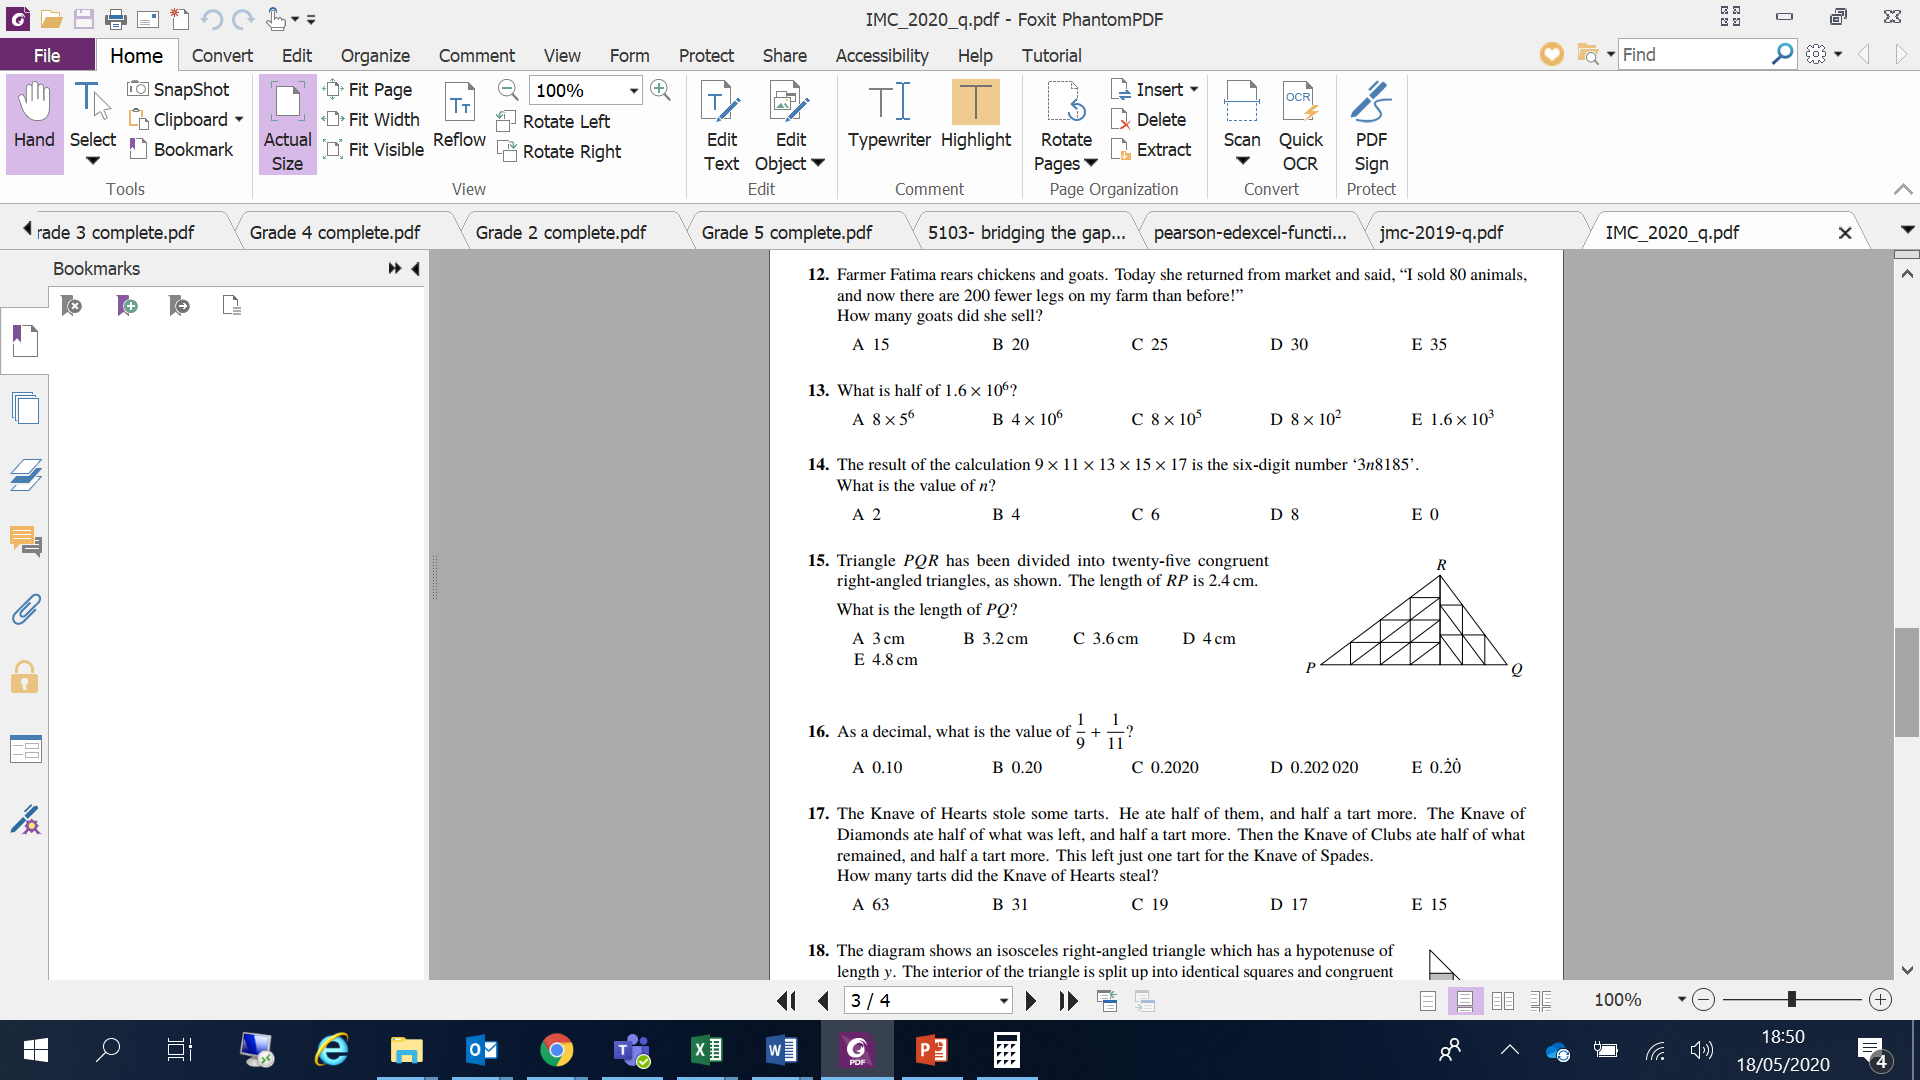 IMC_2020_q.pdf - Foxit PhantomPDF
File Home Convert Edit Organize Comment View Form Protect Share Accessibility Help Tutorial Find
Hand
Select
SnapShot
Clipboard
Bookmark
Tools
Actual
Size
Fit Page
Fit Width
Fit Visible
Reflow
100%
Rotate Left
Rotate Right
View
Edit
Text
Edit
Object
Edit
Typewriter
Highlight
Comment
Rotate
Pages
Insert
Delete
Extract
Page Organization
Scan
Quick
OCR
Convert
PDF
Sign
Protect
rade 3 complete.pdf Grade 4 complete.pdf Grade 2 complete.pdf Grade 5 complete.pdf 5103- bridging the gap... pearson-edexcel-functi... jmc-2019-q.pdf IMC_2020_q.pdf
Bookmarks
12. Farmer Fatima rears chickens and goats. Today she returned from market and said, “I sold 80 animals,
and now there are 200 fewer legs on my farm than before!”
How many goats did she sell?
A 15 B 20 C 25 D 30 E 35
13. What is half of 1.6 × 10⁶?
A 8 × 5⁶ B 4 × 10⁶ C 8 × 10⁵ D 8 × 10² E 1.6 × 10³
14. The result of the calculation 9 × 11 × 13 × 15 × 17 is the six-digit number ‘3n8185’.
What is the value of n?
A 2 B 4 C 6 D 8 E 0
15. Triangle PQR has been divided into twenty-five congruent
right-angled triangles, as shown. The length of RP is 2.4 cm.
What is the length of PQ?
A 3 cm B 3.2 cm C 3.6 cm D 4 cm
E 4.8 cm
R
P
Q
16. As a decimal, what is the value of 1/9 + 1/11?
A 0.10 B 0.20 C 0.2020 D 0.202 020 E 0.2̇0̇
17. The Knave of Hearts stole some tarts. He ate half of them, and half a tart more. The Knave of
Diamonds ate half of what was left, and half a tart more. Then the Knave of Clubs ate half of what
remained, and half a tart more. This left just one tart for the Knave of Spades.
How many tarts did the Knave of Hearts steal?
A 63 B 31 C 19 D 17 E 15
18. The diagram shows an isosceles right-angled triangle which has a hypotenuse of
length y. The interior of the triangle is split up into identical squares and congruent
3 / 4
100%
18:50
18/05/2020
4